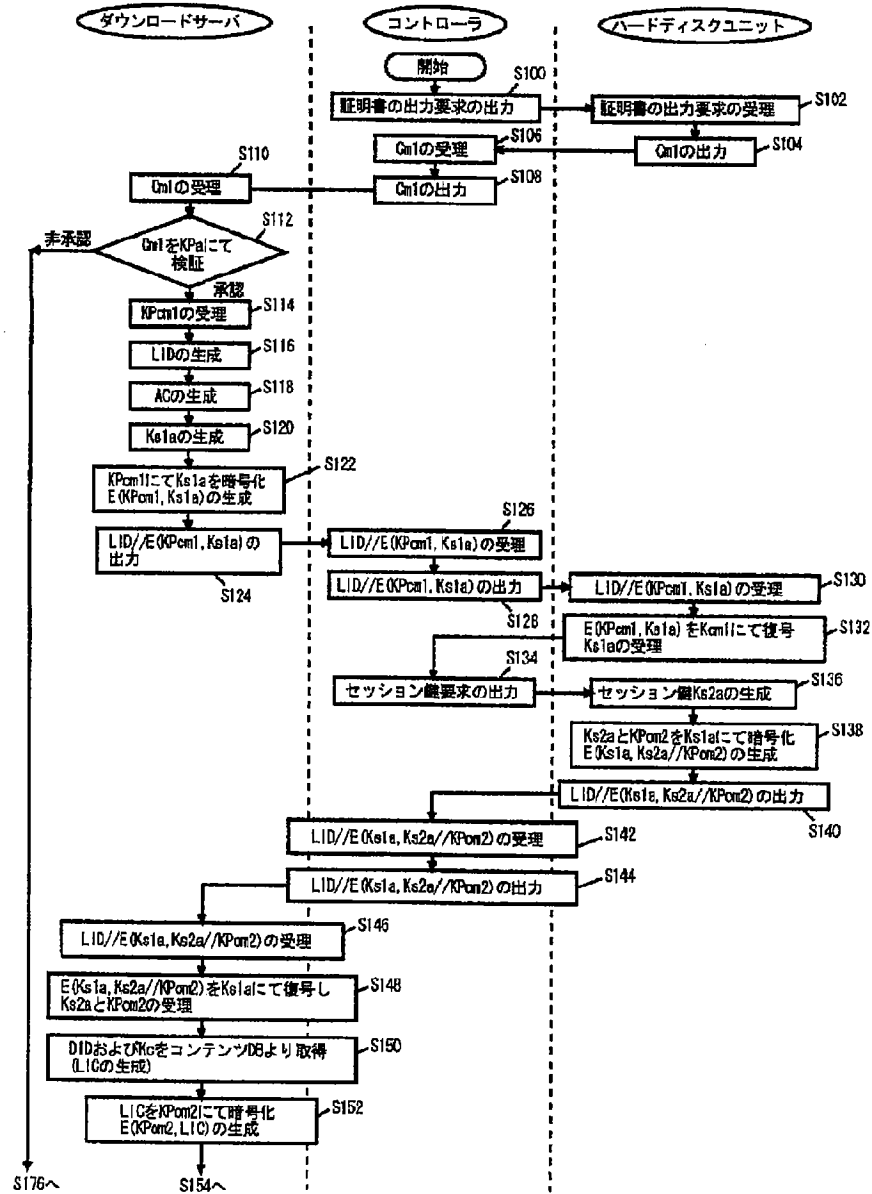 ダウンロードサーバ
コントローラ
ハードディスクユニット
開始
S100
証明書の出力要求の出力
S102
証明書の出力要求の受理
S104
Cm1の出力
S106
Cm1の受理
S108
Cm1の出力
S110
Cm1の受理
S112
Cm1をKPaにて
検証
非承認
承認
S114
KPcm1の受理
S116
LIDの生成
S118
ACの生成
S120
Ks1aの生成
S122
KPcm1にてKs1aを暗号化
E(KPcm1,Ks1a)の生成
LID//E(KPcm1,Ks1a)の
出力
S124
S126
LID//E(KPcm1,Ks1a)の受理
LID//E(KPcm1,Ks1a)の出力
S128
S130
LID//E(KPcm1,Ks1a)の受理
S132
E(KPcm1,Ks1a)をKcm1にて復号
Ks1aの受理
S134
セッション鍵要求の出力
S136
セッション鍵Ks2aの生成
S138
Ks2aとKPom2をKs1aにて暗号化
E(Ks1a,Ks2a//KPom2)の生成
LID//E(Ks1a,Ks2a//KPom2)の出力
S140
LID//E(Ks1a,Ks2a//KPom2)の受理
S142
LID//E(Ks1a,Ks2a//KPom2)の出力
S144
LID//E(Ks1a,Ks2a//KPom2)の受理
S146
E(Ks1a,Ks2a//KPom2)をKs1aにて復号し
Ks2aとKPom2の受理
S148
DIDおよびKcをコンテンツDBより取得
(LICの生成)
S150
LICをKPom2にて暗号化
E(KPom2,LIC)の生成
S152
S176へ
S154へ